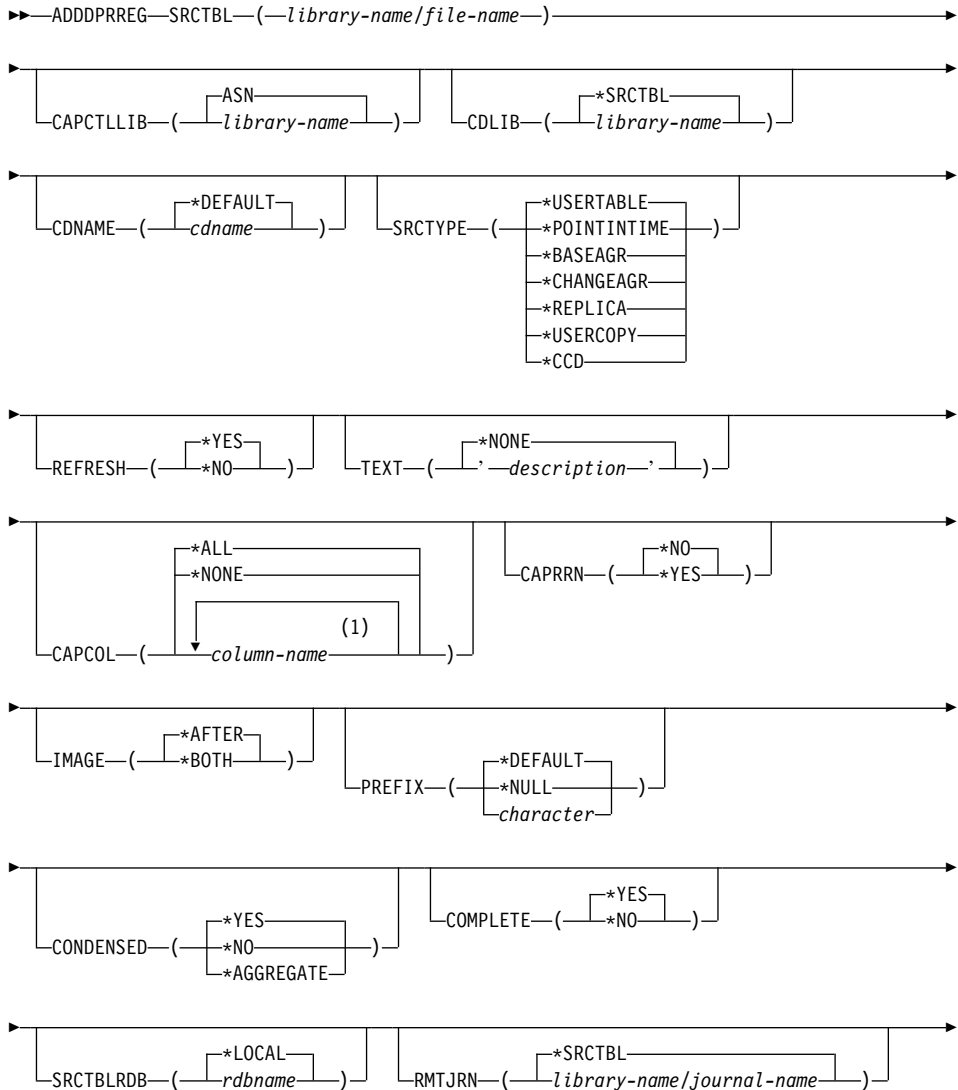 ADDDPRREG SRCTBL ( library-name/file-name )
ASN
*SRCTBL
CAPCTLLIB ( library-name )
CDLIB ( library-name )
*DEFAULT
*USERTABLE
CDNAME ( cdname )
SRCTYPE ( *POINTINTIME )
*BASEAGR
*CHANGEAGR
*REPLICA
*USERCOPY
*CCD
*YES
*NONE
REFRESH ( *NO )
TEXT ( ’ description ’ )
*ALL
*NO
*NONE
CAPRRN ( *YES )
(1)
CAPCOL ( column-name )
*AFTER
*DEFAULT
IMAGE ( *BOTH )
PREFIX ( *NULL )
character
*YES
*YES
CONDENSED ( *NO )
COMPLETE ( *NO )
*AGGREGATE
*LOCAL
*SRCTBL
SRCTBLRDB ( rdbname )
RMTJRN ( library-name/journal-name )